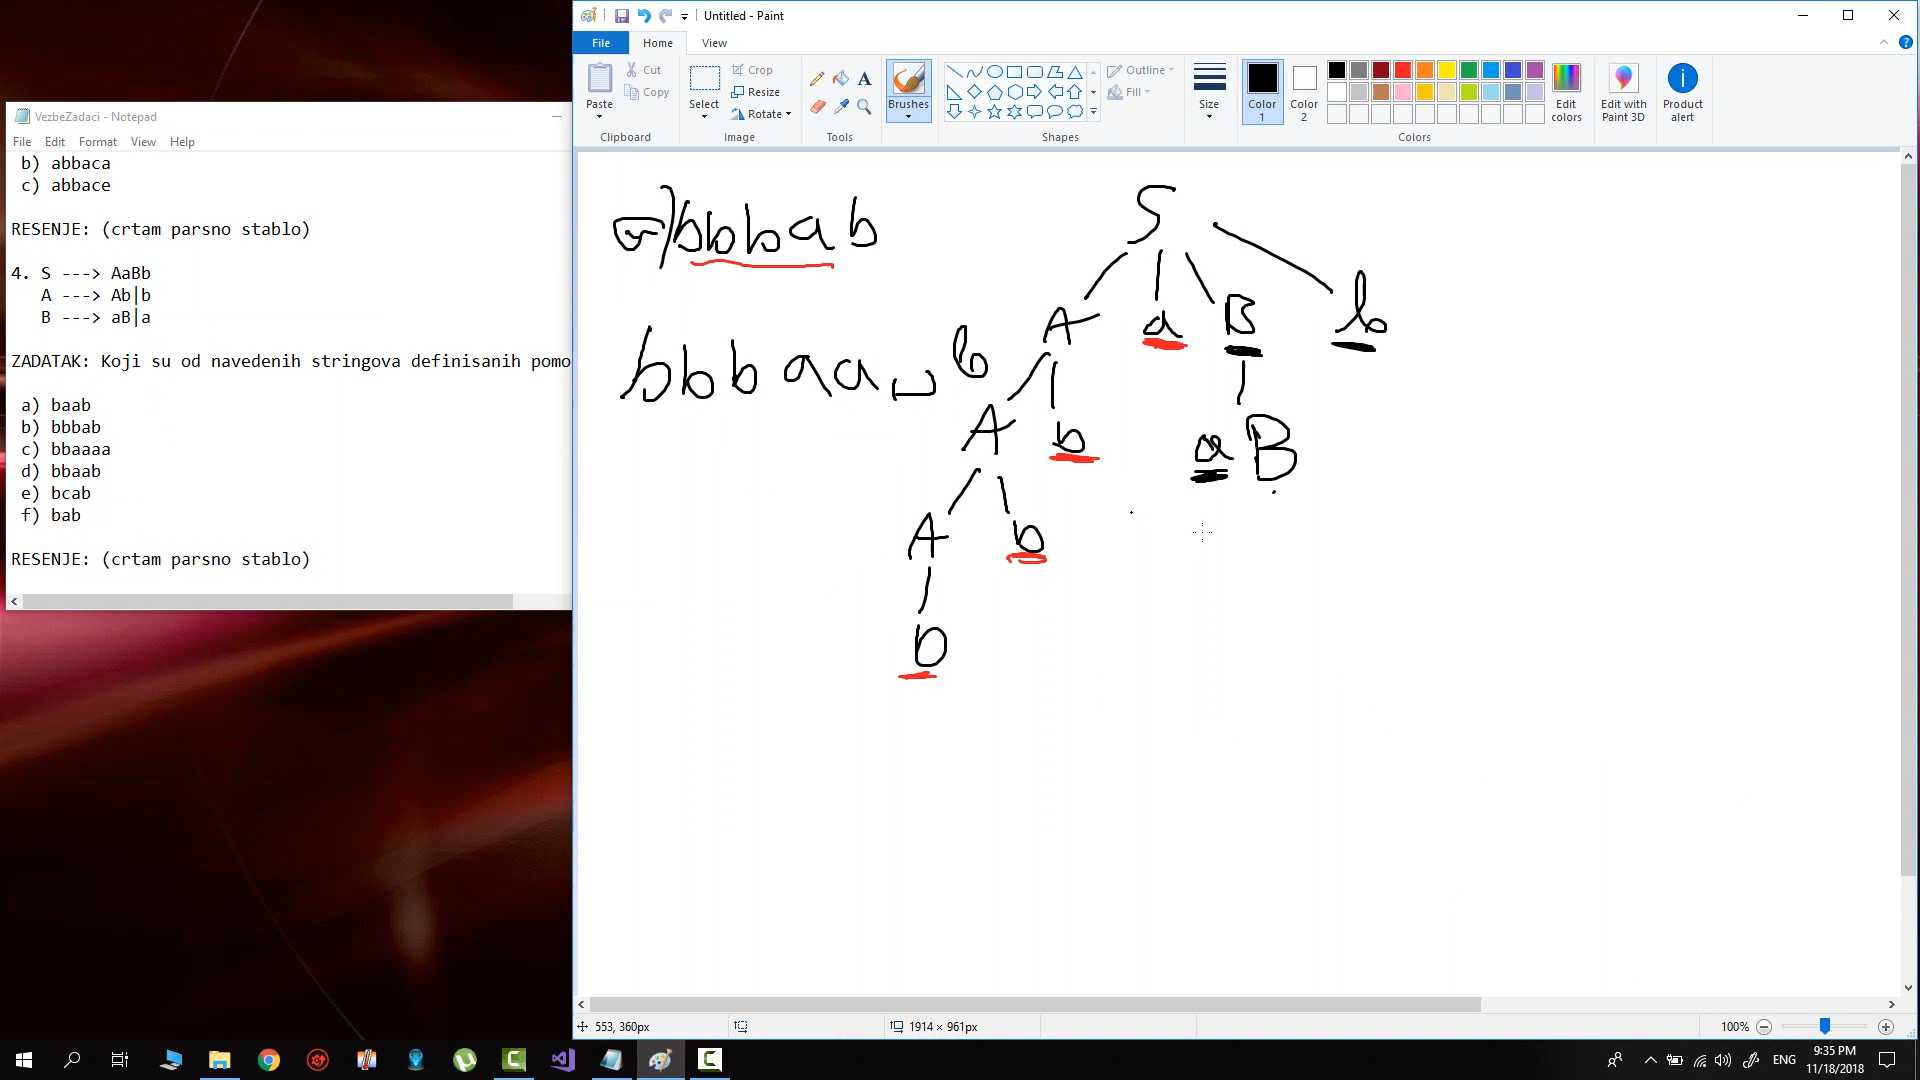 Untitled - Paint
File Home View
Paste
Cut
Copy
Clipboard
Select
Crop
Resize
Rotate
Image
Tools
Brushes
Shapes
Outline
Fill
Size
Color 1
Color 2
Edit colors
Edit with Paint 3D
Product alert
Colors
VezbeZadaci - Notepad
File Edit Format View Help
b) abbaca
c) abbace
RESENJE: (crtam parsno stablo)
4. S ---> AaBb
A ---> Ab|b
B ---> aB|a
ZADATAK: Koji su od navedenih stringova definisanih pomo
a) baab
b) bbbab
c) bbaaaa
d) bbaab
e) bcab
f) bab
RESENJE: (crtam parsno stablo)
)bbbab
S
A a B b
bbbaa b
A b a B
A b
b
553, 360px
1914 × 961px
100%
ENG
9:35 PM
11/18/2018